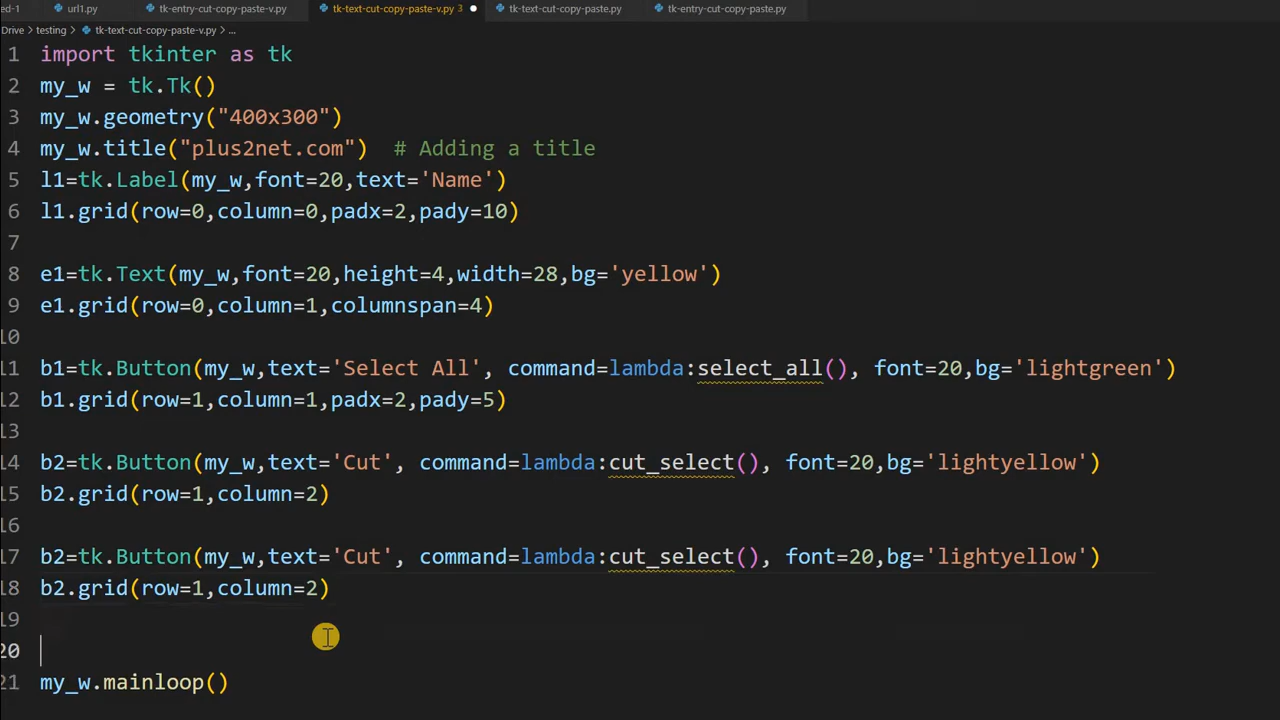 ed-1 url1.py tk-entry-cut-copy-paste-v.py tk-text-cut-copy-paste-v.py 3 tk-text-cut-copy-paste.py tk-entry-cut-copy-paste.py
Drive > testing > tk-text-cut-copy-paste-v.py > ...
1 import tkinter as tk
2 my_w = tk.Tk()
3 my_w.geometry("400x300")
4 my_w.title("plus2net.com")  # Adding a title
5 l1=tk.Label(my_w,font=20,text='Name')
6 l1.grid(row=0,column=0,padx=2,pady=10)
7
8 e1=tk.Text(my_w,font=20,height=4,width=28,bg='yellow')
9 e1.grid(row=0,column=1,columnspan=4)
10
11 b1=tk.Button(my_w,text='Select All', command=lambda:select_all(), font=20,bg='lightgreen')
12 b1.grid(row=1,column=1,padx=2,pady=5)
13
14 b2=tk.Button(my_w,text='Cut', command=lambda:cut_select(), font=20,bg='lightyellow')
15 b2.grid(row=1,column=2)
16
17 b2=tk.Button(my_w,text='Cut', command=lambda:cut_select(), font=20,bg='lightyellow')
18 b2.grid(row=1,column=2)
19
20
21 my_w.mainloop()